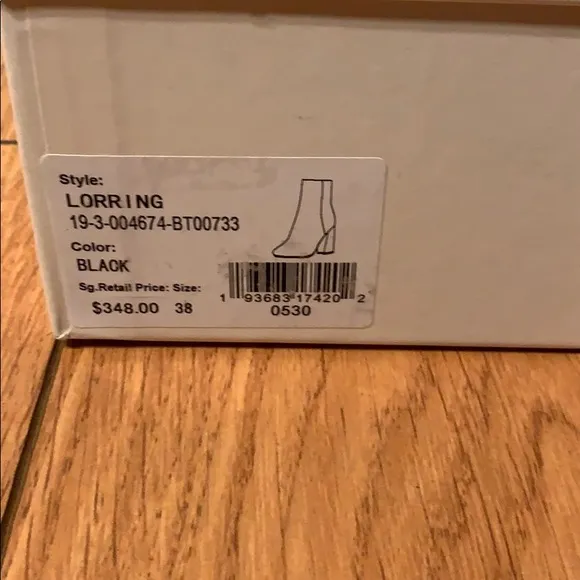 Style:
LORRING
19-3-004674-BT00733
Color:
BLACK
Sg.Retail Price: Size:
$348.00 38
1 93683 17420 2
0530